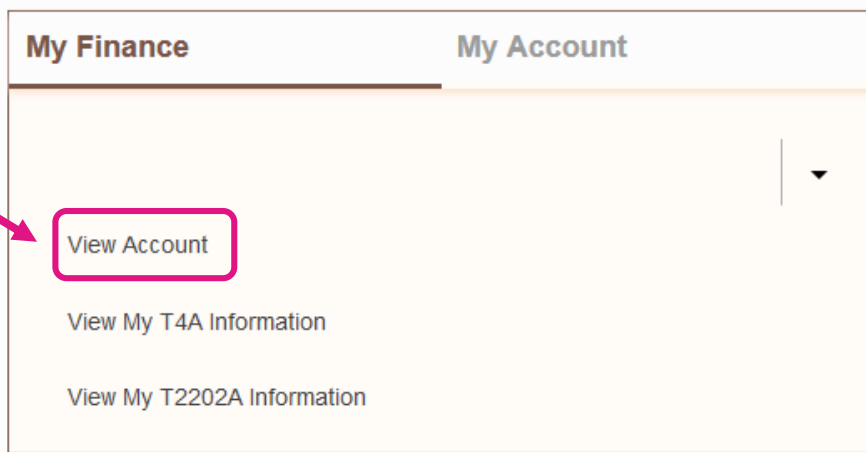 My Finance My Account
View Account
View My T4A Information
View My T2202A Information